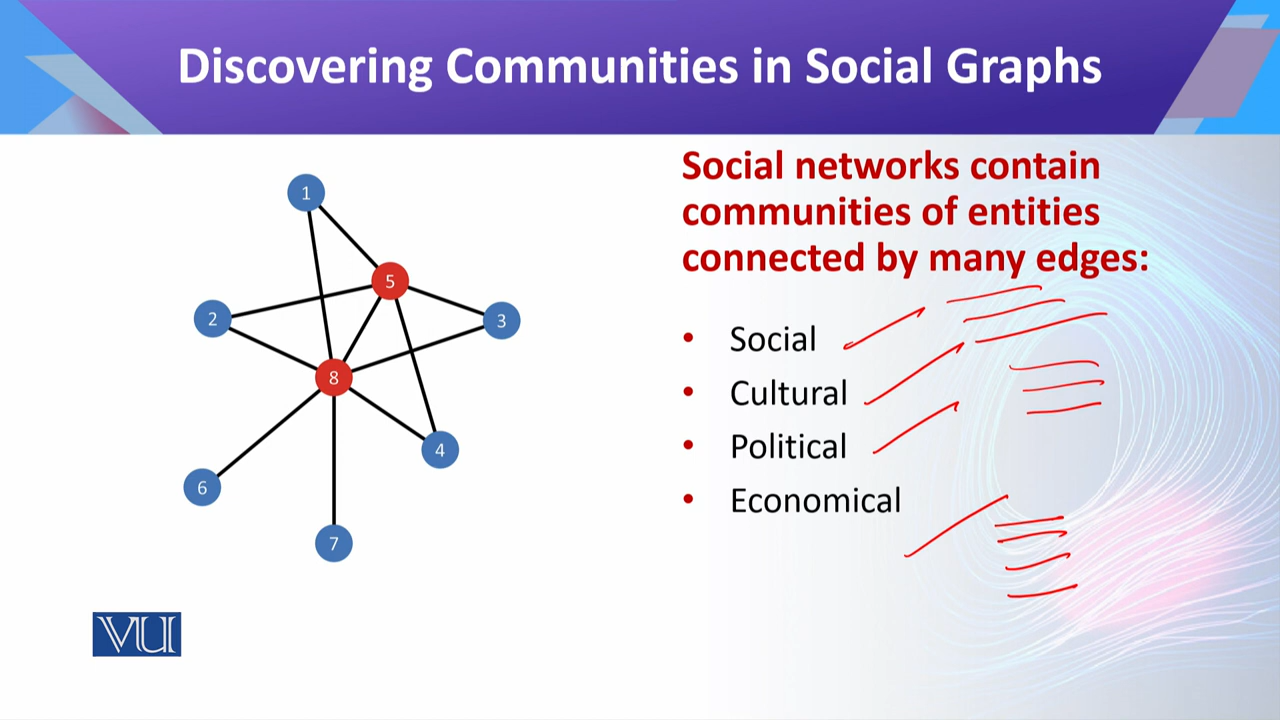 Discovering Communities in Social Graphs
1
5
2
3
8
4
6
7
Social networks contain
communities of entities
connected by many edges:
• Social
• Cultural
• Political
• Economical
VU